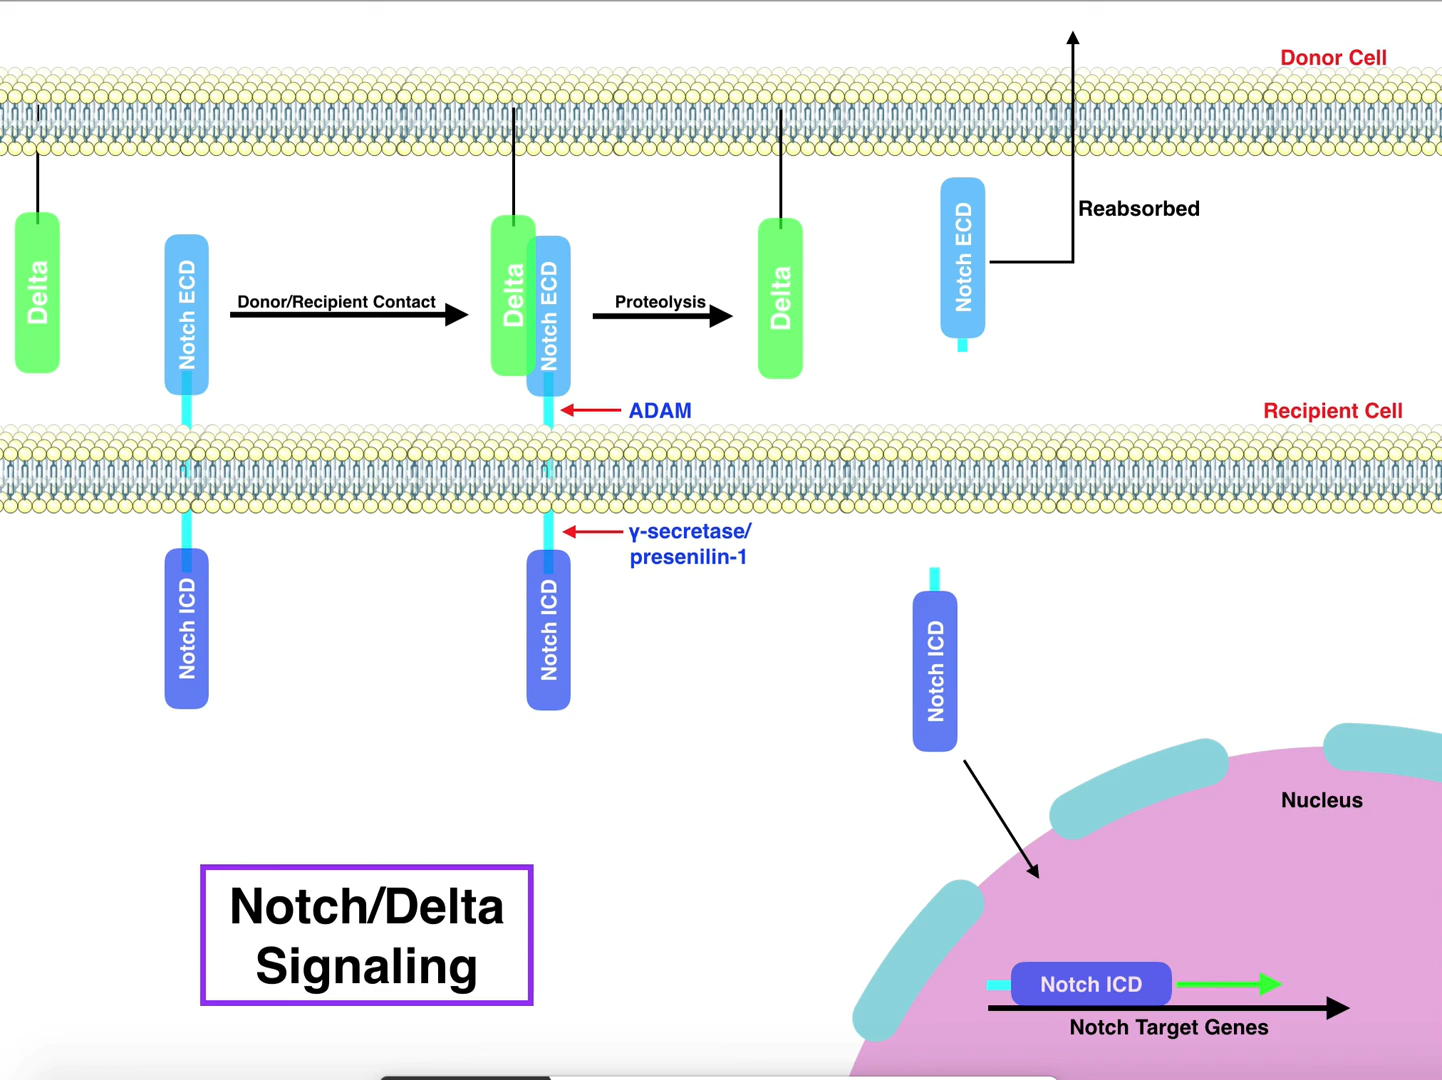 Donor Cell
Reabsorbed
Delta
Notch ECD
Donor/Recipient Contact
Delta
Notch ECD
Proteolysis
Delta
Notch ECD
ADAM
Recipient Cell
γ-secretase/
presenilin-1
Notch ICD
Notch ICD
Notch ICD
Nucleus
Notch/Delta
Signaling
Notch ICD
Notch Target Genes